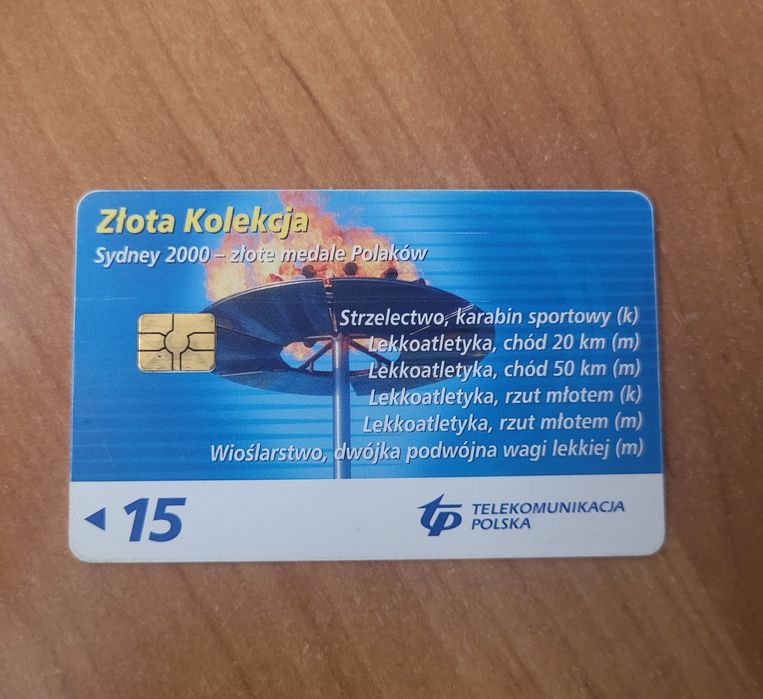 Złota Kolekcja
Sydney 2000 – złote medale Polaków
Strzelectwo, karabin sportowy (k)
Lekkoatletyka, chód 20 km (m)
Lekkoatletyka, chód 50 km (m)
Lekkoatletyka, rzut młotem (k)
Lekkoatletyka, rzut młotem (m)
Wioślarstwo, dwójka podwójna wagi lekkiej (m)
15
tp TELEKOMUNIKACJA
POLSKA